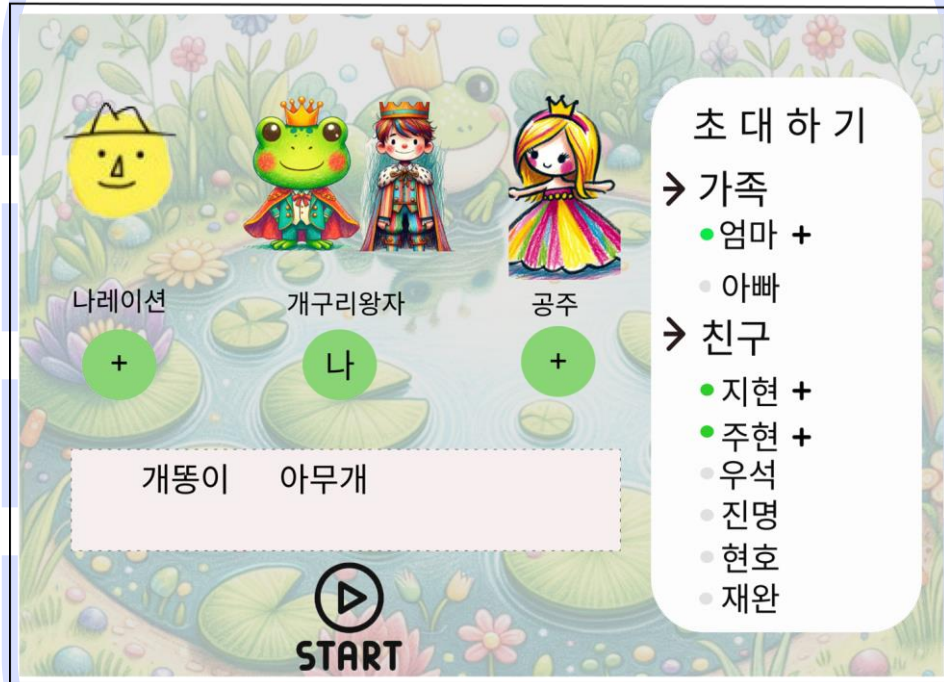 나레이션
개구리왕자
공주
+
나
+
개똥이 아무개
START
초 대 하 기
가족
엄마 +
아빠
친구
지현 +
주현 +
우석
진명
현호
재완